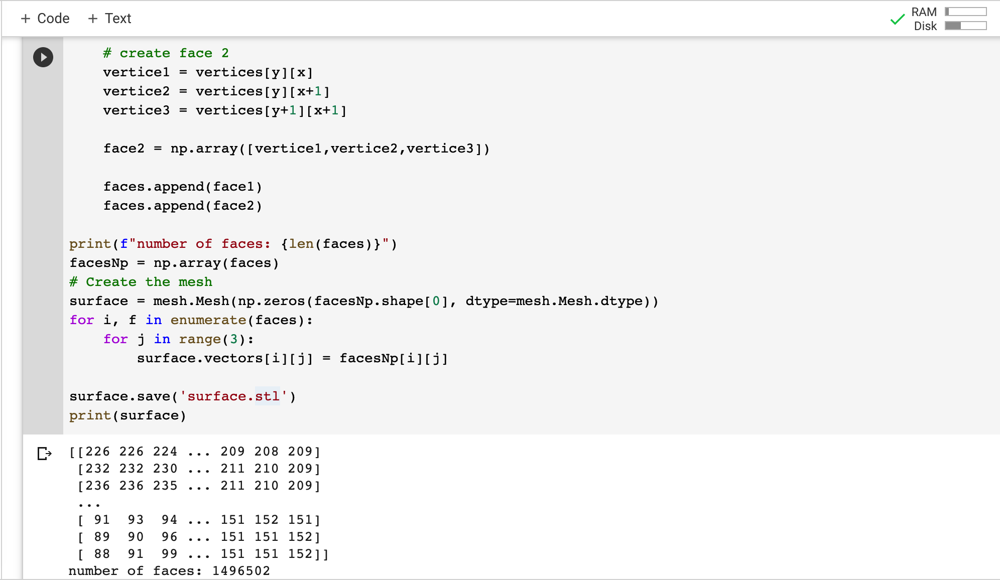 + Code + Text
RAM
Disk
# create face 2
vertice1 = vertices[y][x]
vertice2 = vertices[y][x+1]
vertice3 = vertices[y+1][x+1]
face2 = np.array([vertice1,vertice2,vertice3])
faces.append(face1)
faces.append(face2)
print(f"number of faces: {len(faces)}")
facesNp = np.array(faces)
# Create the mesh
surface = mesh.Mesh(np.zeros(facesNp.shape[0], dtype=mesh.Mesh.dtype))
for i, f in enumerate(faces):
for j in range(3):
surface.vectors[i][j] = facesNp[i][j]
surface.save('surface.stl')
print(surface)
[[226 226 224 ... 209 208 209]
[232 232 230 ... 211 210 209]
[236 236 235 ... 211 210 209]
...
[ 91 93 94 ... 151 152 151]
[ 89 90 96 ... 151 151 152]
[ 88 91 99 ... 151 151 152]]
number of faces: 1496502